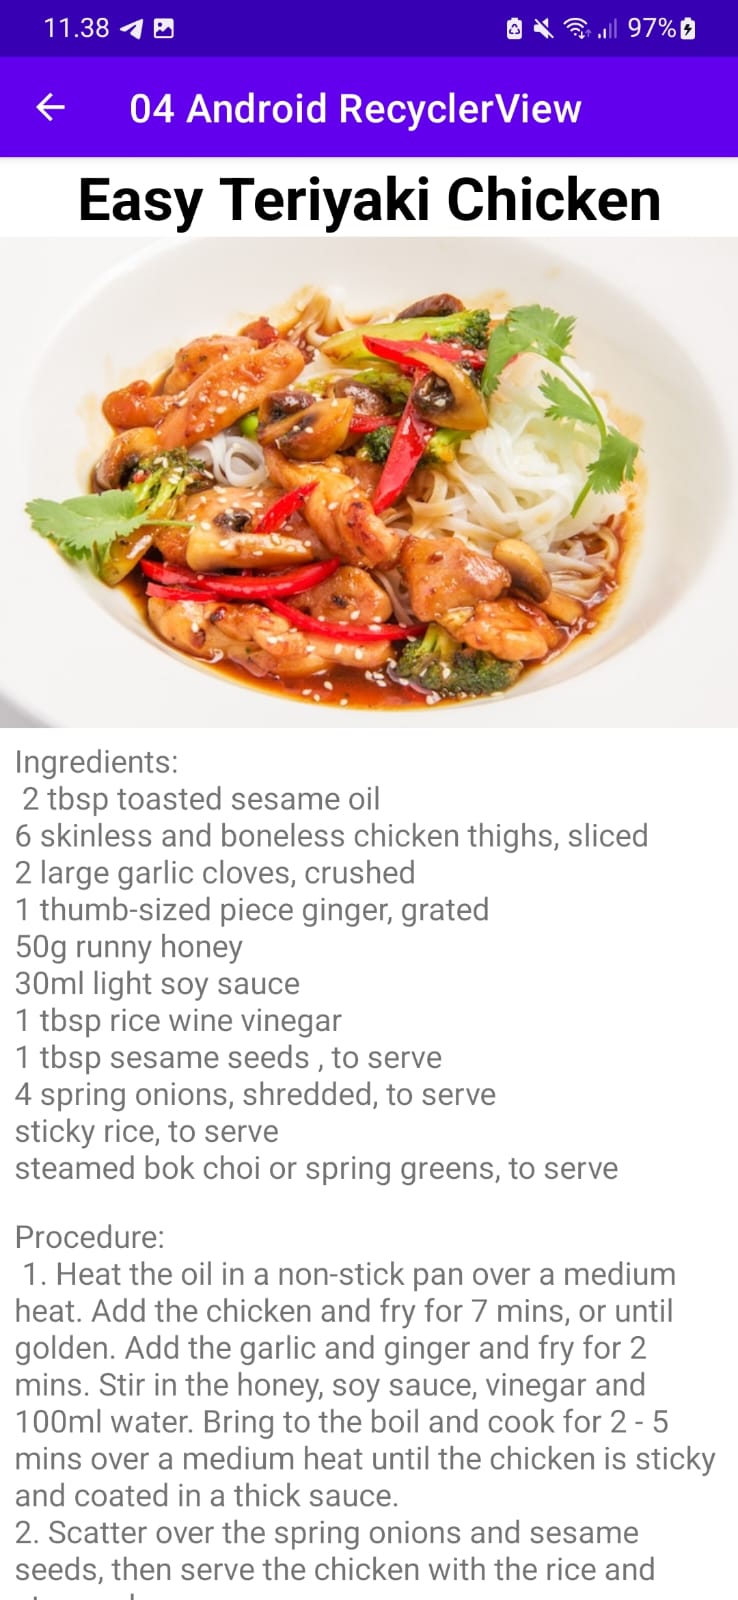 11.38
97%
04 Android RecyclerView
Easy Teriyaki Chicken
Ingredients:
2 tbsp toasted sesame oil
6 skinless and boneless chicken thighs, sliced
2 large garlic cloves, crushed
1 thumb-sized piece ginger, grated
50g runny honey
30ml light soy sauce
1 tbsp rice wine vinegar
1 tbsp sesame seeds , to serve
4 spring onions, shredded, to serve
sticky rice, to serve
steamed bok choi or spring greens, to serve
Procedure:
1. Heat the oil in a non-stick pan over a medium
heat. Add the chicken and fry for 7 mins, or until
golden. Add the garlic and ginger and fry for 2
mins. Stir in the honey, soy sauce, vinegar and
100ml water. Bring to the boil and cook for 2 - 5
mins over a medium heat until the chicken is sticky
and coated in a thick sauce.
2. Scatter over the spring onions and sesame
seeds, then serve the chicken with the rice and